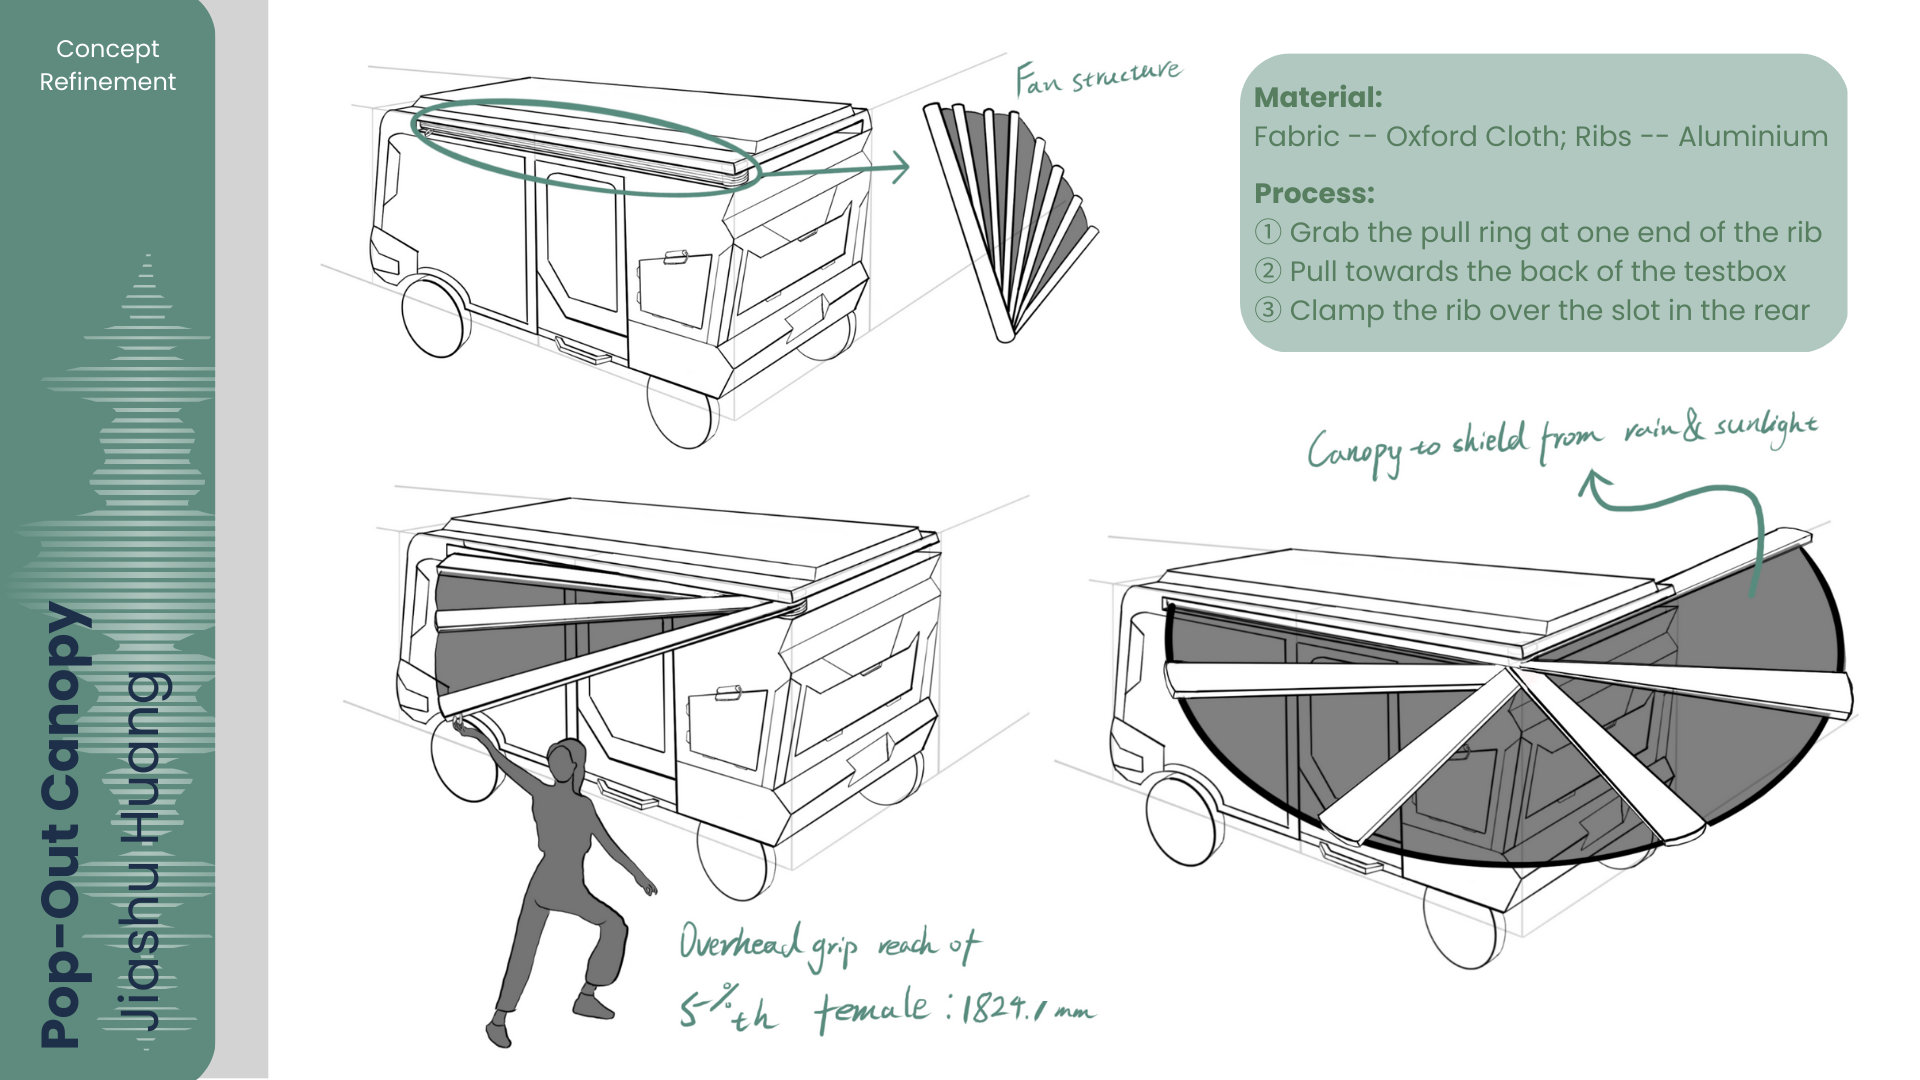 Concept
Refinement
Pop-Out Canopy
Jiashu Huang
Fan structure
Material:
Fabric -- Oxford Cloth; Ribs -- Aluminium
Process:
① Grab the pull ring at one end of the rib
② Pull towards the back of the testbox
③ Clamp the rib over the slot in the rear
Canopy to shield from rain & sunlight
Overhead grip reach of
5%th female: 1824.1 mm